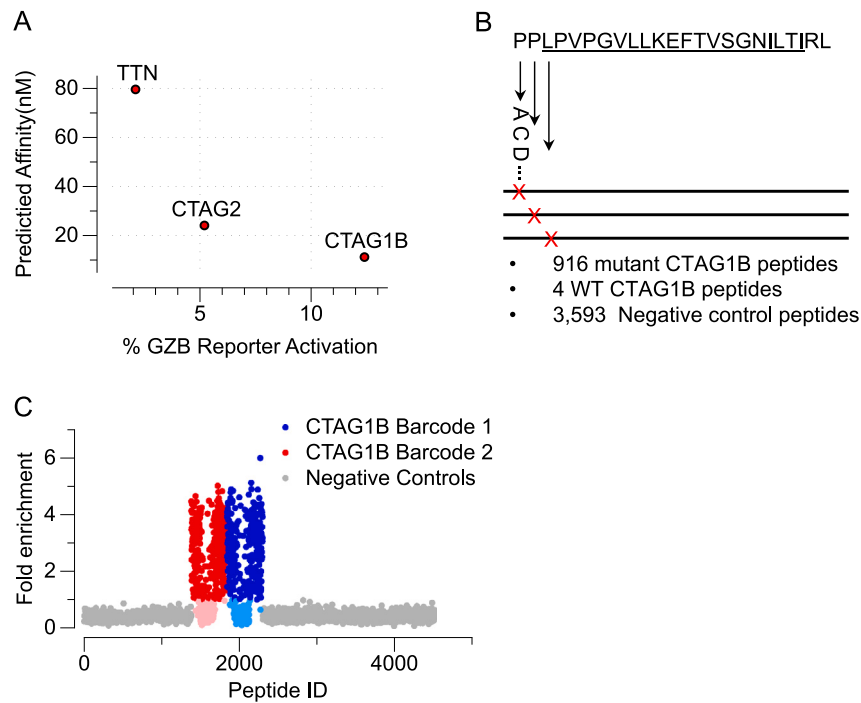 A
Predictied Affinity(nM)
80
60
40
20
TTN
CTAG2
CTAG1B
5
10
% GZB Reporter Activation
B
PPLPVPGVLLKEFTVSGNILTIRL
A
C
D
X
X
X
• 916 mutant CTAG1B peptides
• 4 WT CTAG1B peptides
• 3,593 Negative control peptides
C
CTAG1B Barcode 1
CTAG1B Barcode 2
Negative Controls
Fold enrichment
6
4
2
0
0
2000
4000
Peptide ID